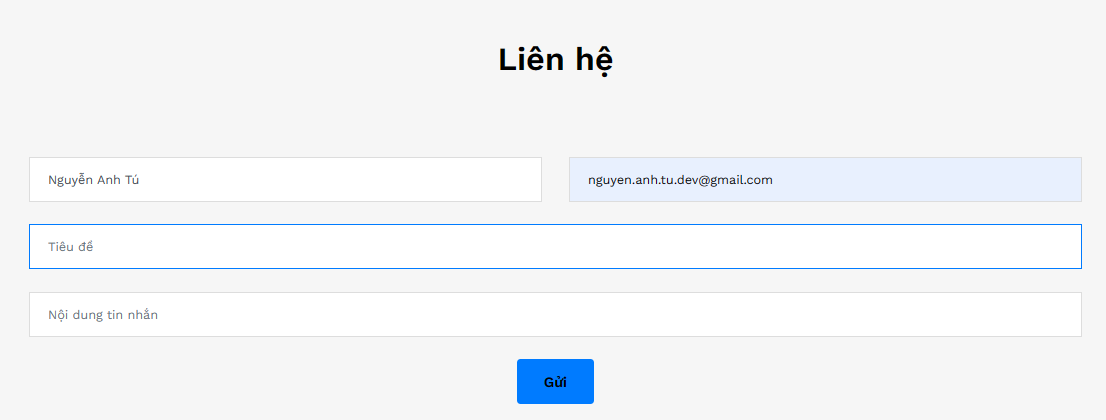 Liên hệ
Nguyễn Anh Tú
nguyen.anh.tu.dev@gmail.com
Tiêu đề
Nội dung tin nhắn
Gửi